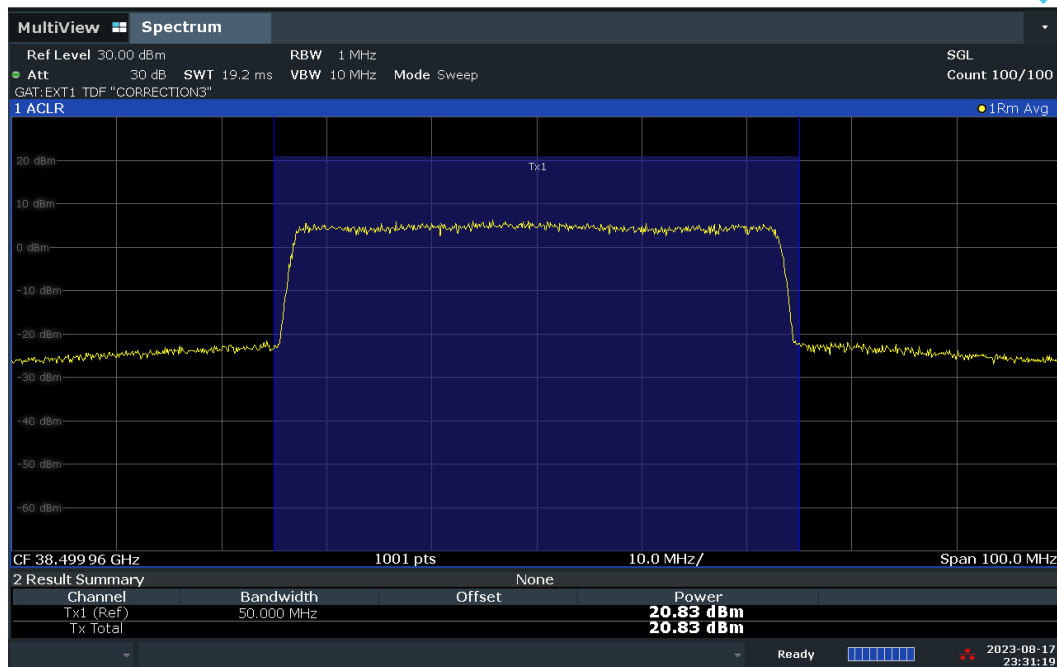 MultiView Spectrum
Ref Level 30.00 dBm RBW 1 MHz SGL
Att 30 dB SWT 19.2 ms VBW 10 MHz Mode Sweep Count 100/100
GAT:EXT1 TDF "CORRECTION3"
1 ACLR 1Rm Avg
Tx1
20 dBm
10 dBm
0 dBm
-10 dBm
-20 dBm
-30 dBm
-40 dBm
-50 dBm
-60 dBm
CF 38.49996 GHz 1001 pts 10.0 MHz/ Span 100.0 MHz
2 Result Summary None
Channel Bandwidth Offset Power
Tx1 (Ref) 50.000 MHz 20.83 dBm
Tx Total 20.83 dBm
Ready 2023-08-17
23:31:19